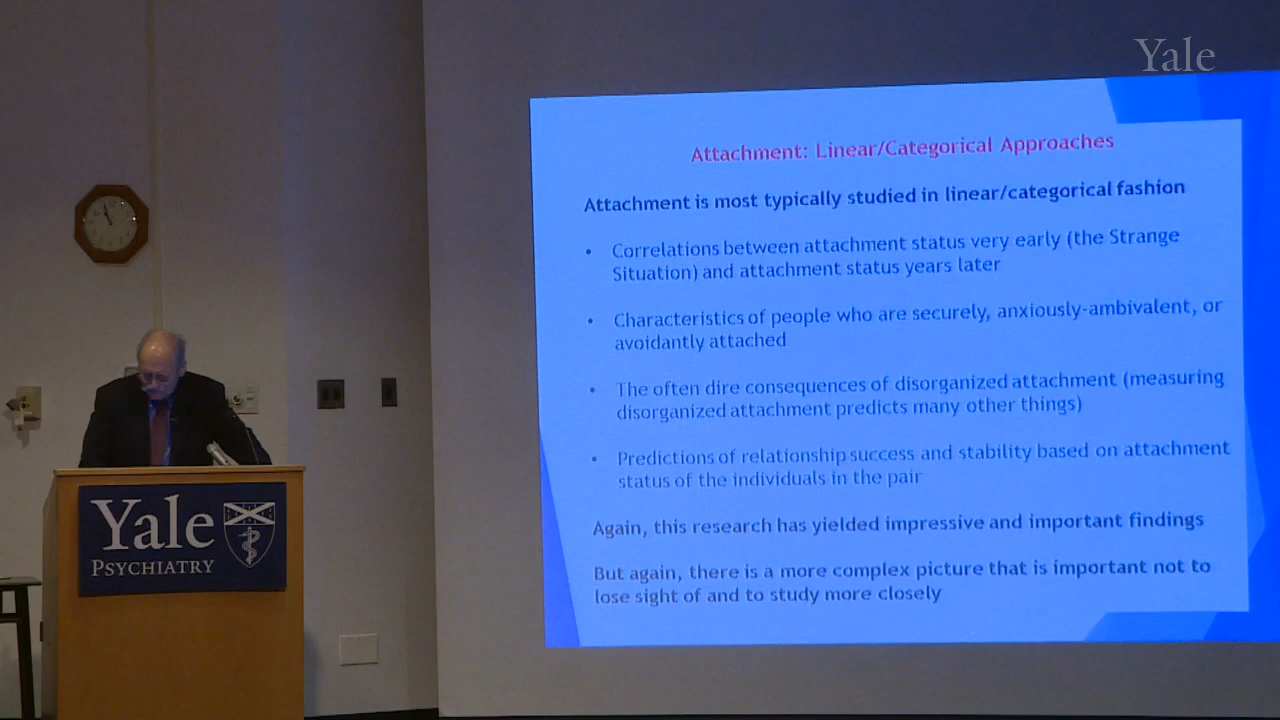 Yale
Attachment: Linear/Categorical Approaches
Attachment is most typically studied in linear/categorical fashion
• Correlations between attachment status very early (the Strange
Situation) and attachment status years later
• Characteristics of people who are securely, anxiously-ambivalent, or
avoidantly attached
• The often dire consequences of disorganized attachment (measuring
disorganized attachment predicts many other things)
• Predictions of relationship success and stability based on attachment
status of the individuals in the pair
Again, this research has yielded impressive and important findings
But again, there is a more complex picture that is important not to
lose sight of and to study more closely
Yale
PSYCHIATRY